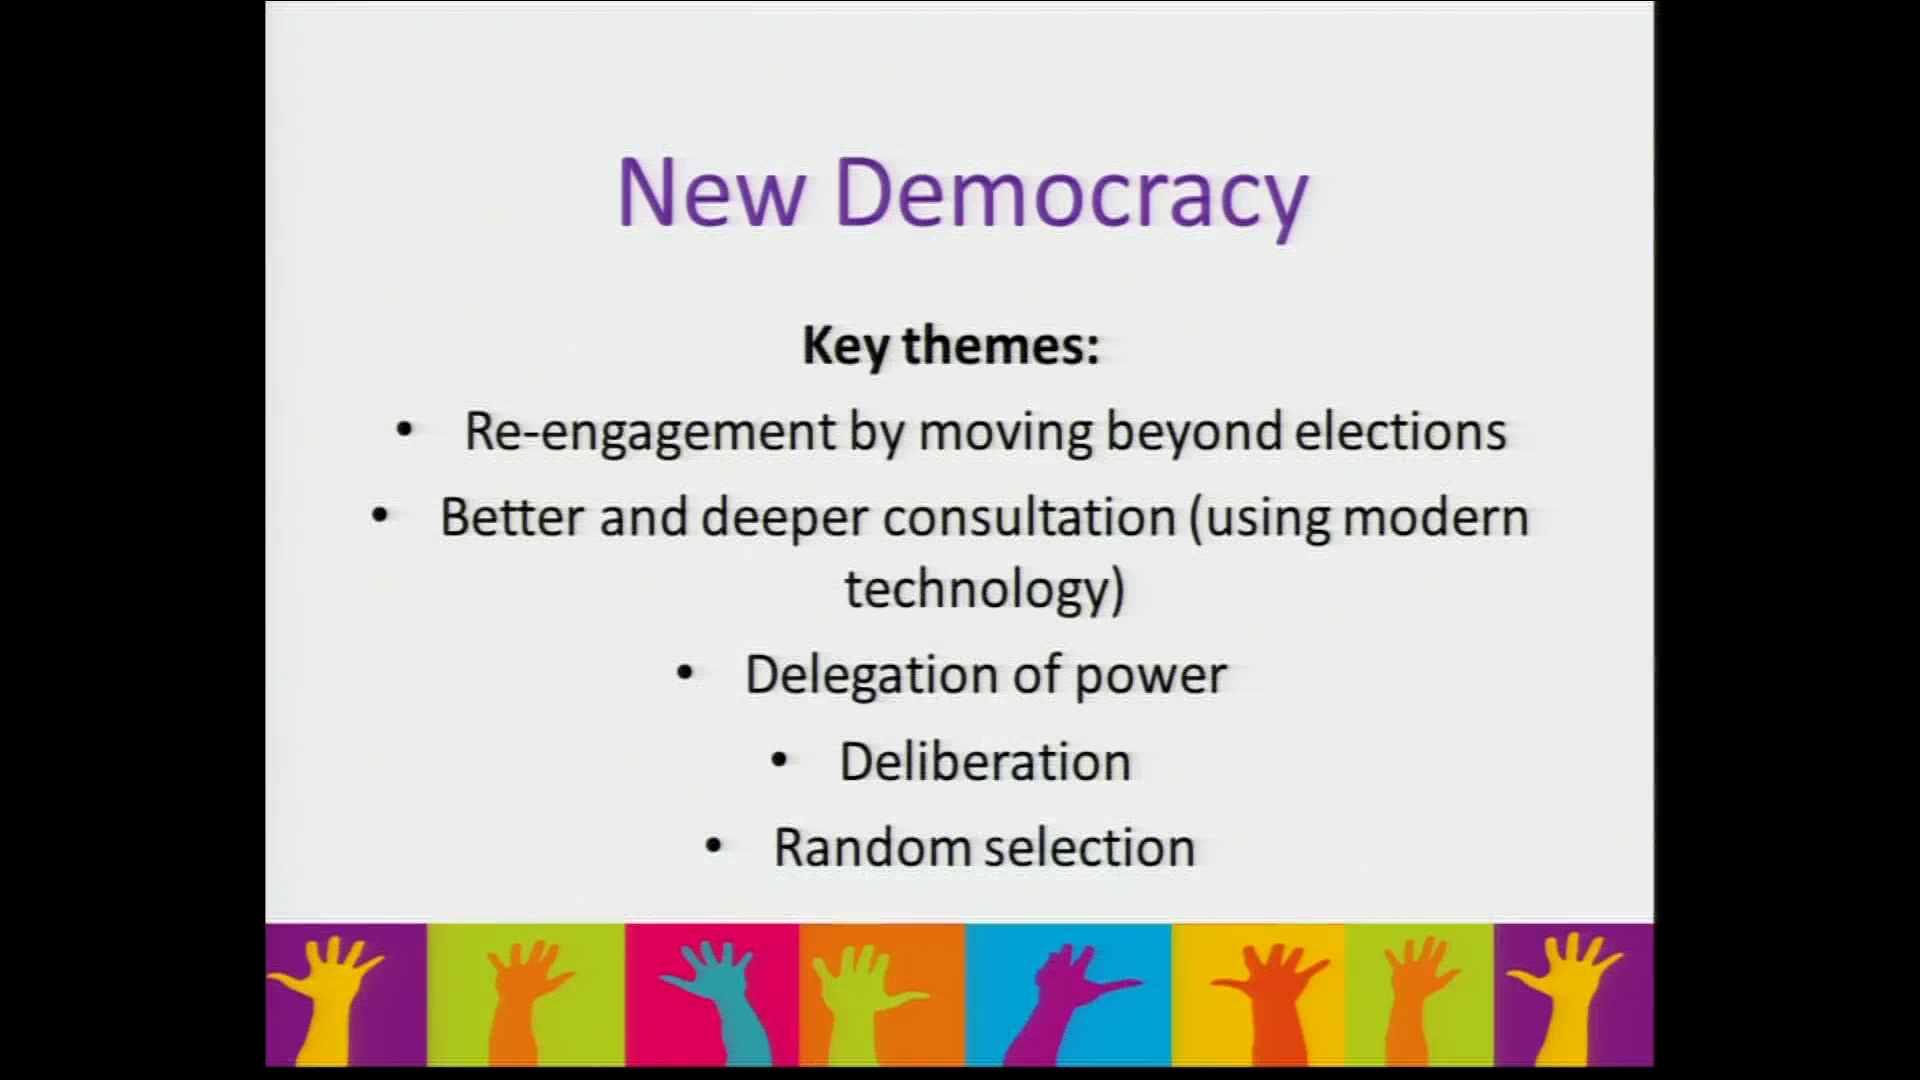 New Democracy
Key themes:
• Re-engagement by moving beyond elections
• Better and deeper consultation (using modern
technology)
• Delegation of power
• Deliberation
• Random selection